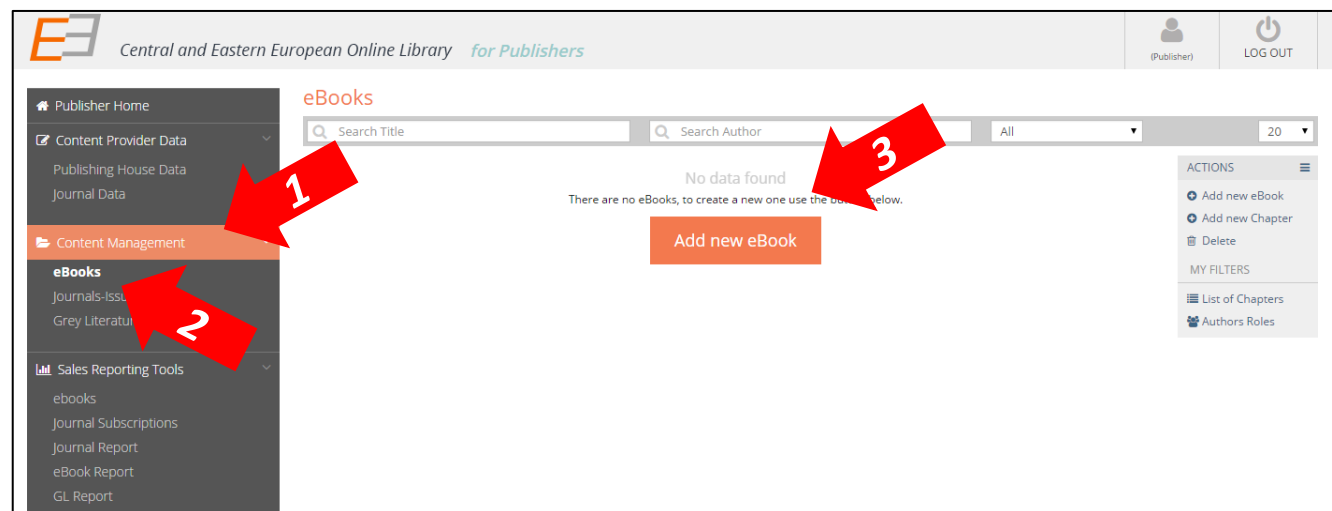 Central and Eastern European Online Library for Publishers
(Publisher)
LOG OUT
Publisher Home
Content Provider Data
Publishing House Data
Journal Data
Content Management
eBooks
Journals-Issu
Grey Literatur
Sales Reporting Tools
ebooks
Journal Subscriptions
Journal Report
eBook Report
GL Report
eBooks
Search Title
Search Author
All
20
No data found
There are no eBooks, to create a new one use the below.
Add new eBook
ACTIONS
Add new eBook
Add new Chapter
Delete
MY FILTERS
List of Chapters
Authors Roles
1
2
3